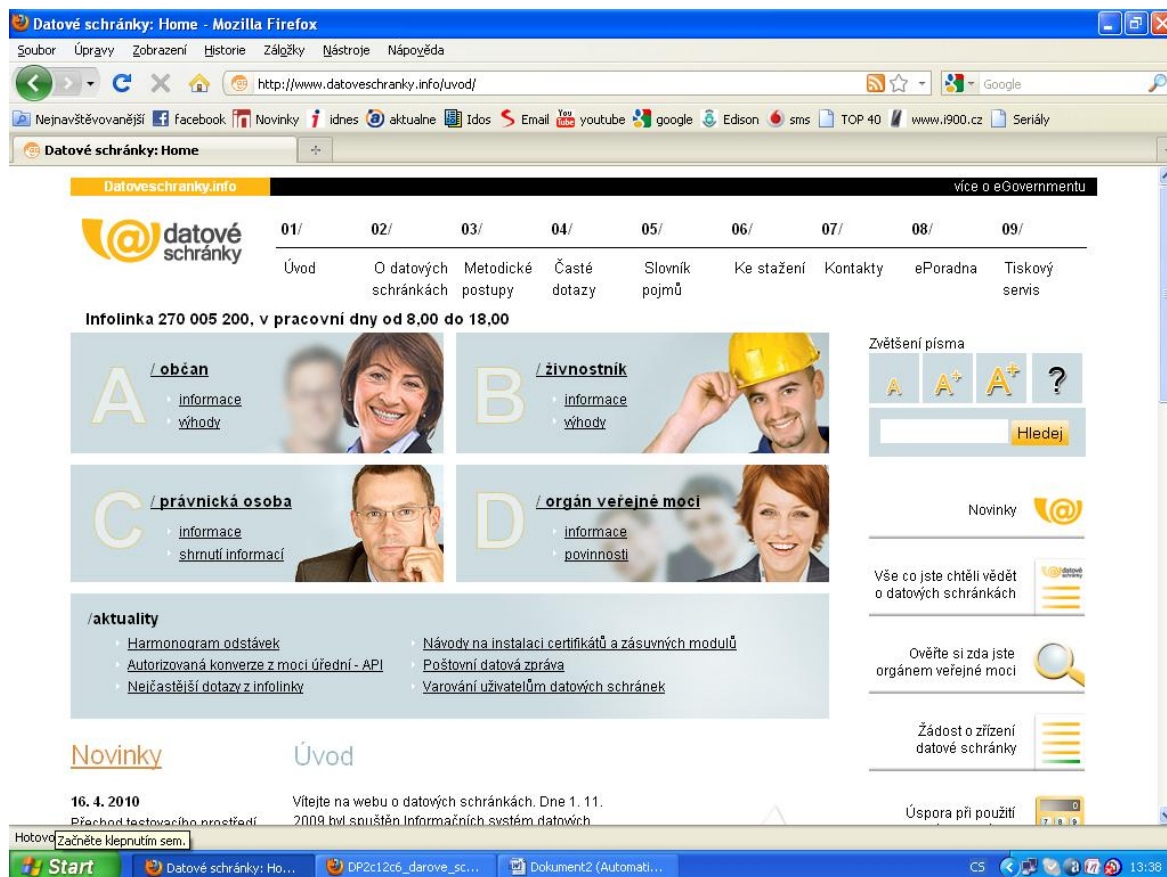 Datové schránky: Home - Mozilla Firefox
Soubor Úpravy Zobrazení Historie Záložky Nástroje Nápověda
http://www.datoveschranky.info/uvod/
Google
Nejnavštěvovanější facebook Novinky idnes aktualne Idos Email youtube google Edison sms TOP 40 www.i900.cz Seriály
Datové schránky: Home
Datoveschranky.info
více o eGovernmentu
datové
schránky
01/ 02/ 03/ 04/ 05/ 06/ 07/ 08/ 09/
Úvod O datových Metodické Časté Slovník Ke stažení Kontakty ePoradna Tiskový
schránkách postupy dotazy pojmů servis
Infolinka 270 005 200, v pracovní dny od 8,00 do 18,00
A
/ občan
informace
výhody
B
/ živnostník
informace
výhody
C
/ právnická osoba
informace
shrnutí informací
D
/ orgán veřejné moci
informace
povinnosti
Zvětšení písma
A A+ A+ ?
Hledej
Novinky
Vše co jste chtěli vědět
o datových schránkách
datové
schránky
Ověřte si zda jste
orgánem veřejné moci
Žádost o zřízení
datové schránky
Úspora při použití
0
7 8 9
/aktuality
Harmonogram odstávek
Autorizovaná konverze z moci úřední - API
Nejčastější dotazy z infolinky
Návody na instalaci certifikátů a zásuvných modulů
Poštovní datová zpráva
Varování uživatelům datových schránek
Novinky
16. 4. 2010
Přechod testovacího prostředí
Úvod
Vítejte na webu o datových schránkách. Dne 1. 11.
2009 byl spuštěn Informačních systém datových
Hotovo
Začněte klepnutím sem.
Start Datové schránky: Ho... DP2c12c6_darove_sc... Dokument2 (Automati... CS 13:38